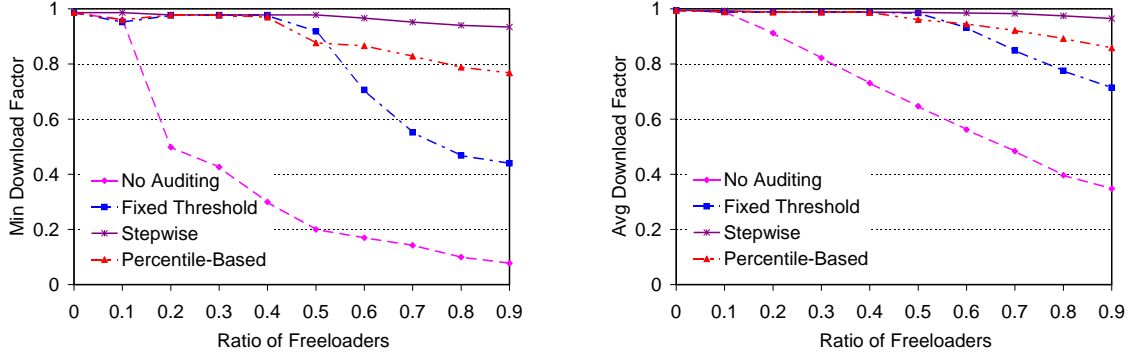 Min Download Factor
1
0.8
0.6
0.4
0.2
0
No Auditing
Fixed Threshold
Stepwise
Percentile-Based
0 0.1 0.2 0.3 0.4 0.5 0.6 0.7 0.8 0.9
Ratio of Freeloaders
Avg Download Factor
1
0.8
0.6
0.4
0.2
0
No Auditing
Fixed Threshold
Stepwise
Percentile-Based
0 0.1 0.2 0.3 0.4 0.5 0.6 0.7 0.8 0.9
Ratio of Freeloaders